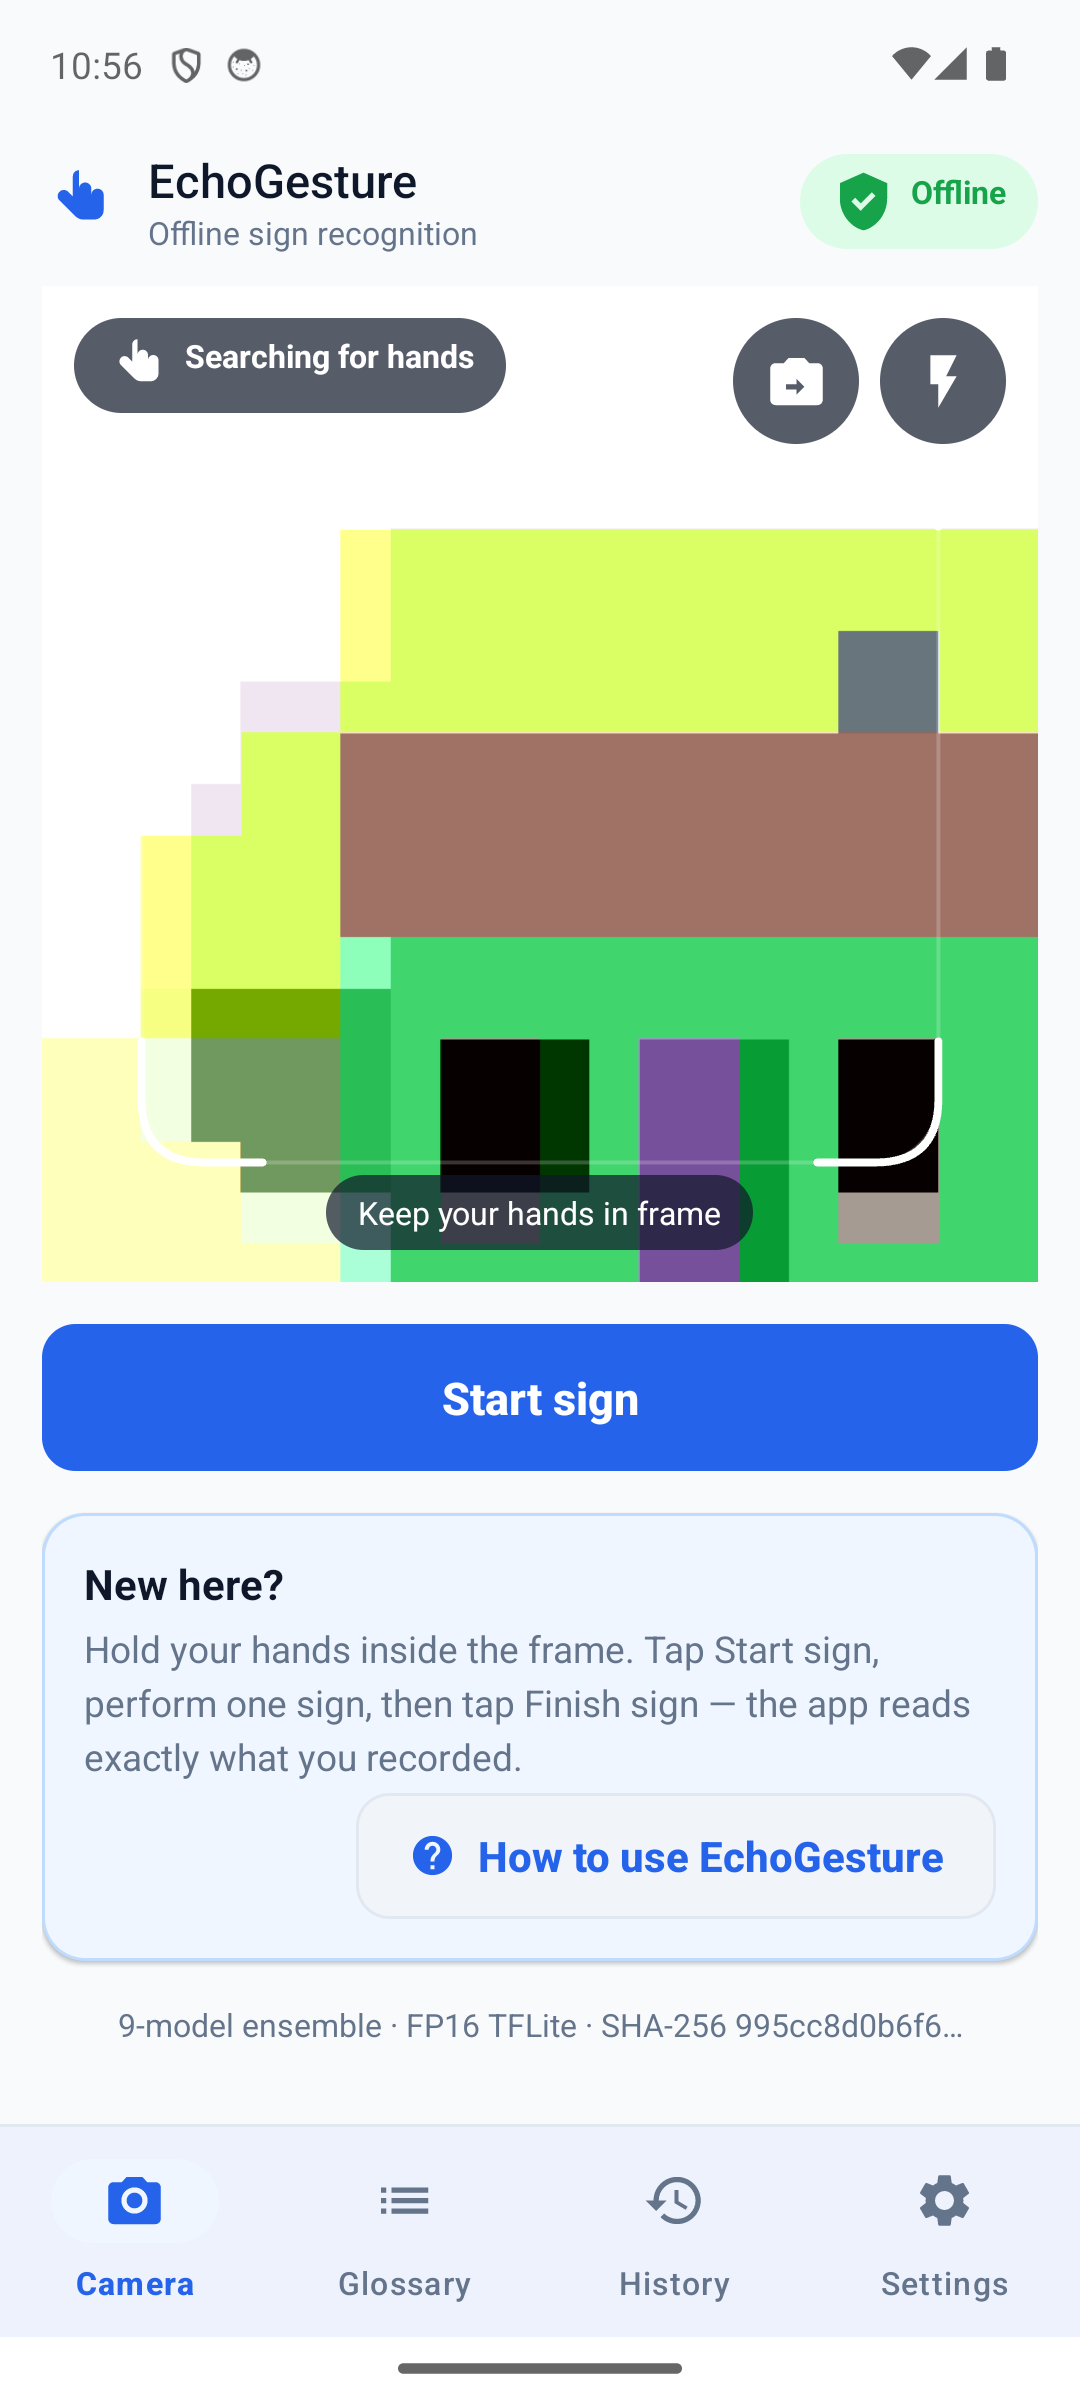 10:56
EchoGesture
Offline sign recognition
Offline
Searching for hands
Keep your hands in frame
Start sign
New here?
Hold your hands inside the frame. Tap Start sign,
perform one sign, then tap Finish sign — the app reads
exactly what you recorded.
How to use EchoGesture
9-model ensemble · FP16 TFLite · SHA-256 995cc8d0b6f6…
Camera
Glossary
History
Settings